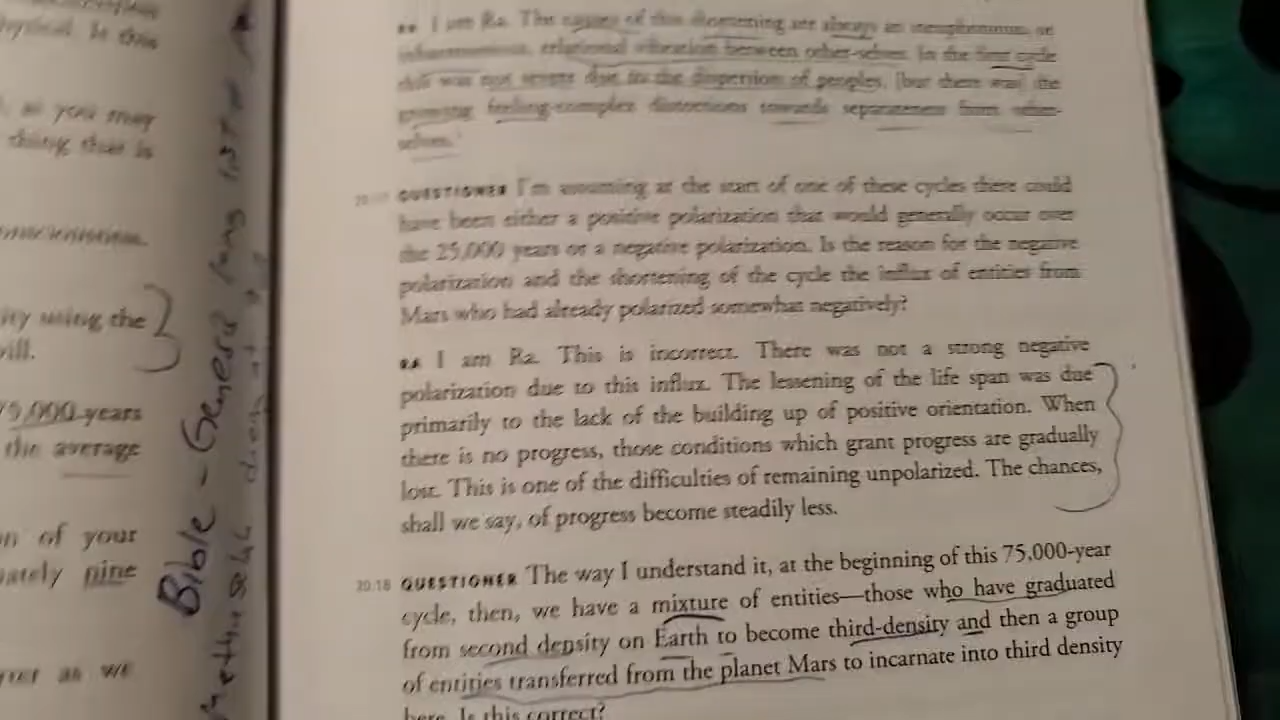 hysical. In this
, as you may
thing that is
ity using the
will.
75,000 years
the average
on of your
nine
as we
Bible - Genesis
RA I am Ra. The causes of this shortening are always an
relational vibration between other-selves. In the first cycle
this was not severe due to the dispersion of peoples, [but there was] the
growing feeling-complex distortions towards separateness from other-
selves.
QUESTIONER I'm assuming at the start of one of these cycles there could
have been either a positive polarization that would generally occur over
the 25,000 years or a negative polarization. Is the reason for the negative
polarization and the shortening of the cycle the influx of entities from
Mars who had already polarized somewhat negatively?
RA I am Ra. This is incorrect. There was not a strong negative
polarization due to this influx. The lessening of the life span was due
primarily to the lack of the building up of positive orientation. When
there is no progress, those conditions which grant progress are gradually
lost. This is one of the difficulties of remaining unpolarized. The chances,
shall we say, of progress become steadily less.
20.18 QUESTIONER The way I understand it, at the beginning of this 75,000-year
cycle, then, we have a mixture of entities—those who have graduated
from second density on Earth to become third-density and then a group
of entities transferred from the planet Mars to incarnate into third density
here. Is this correct?